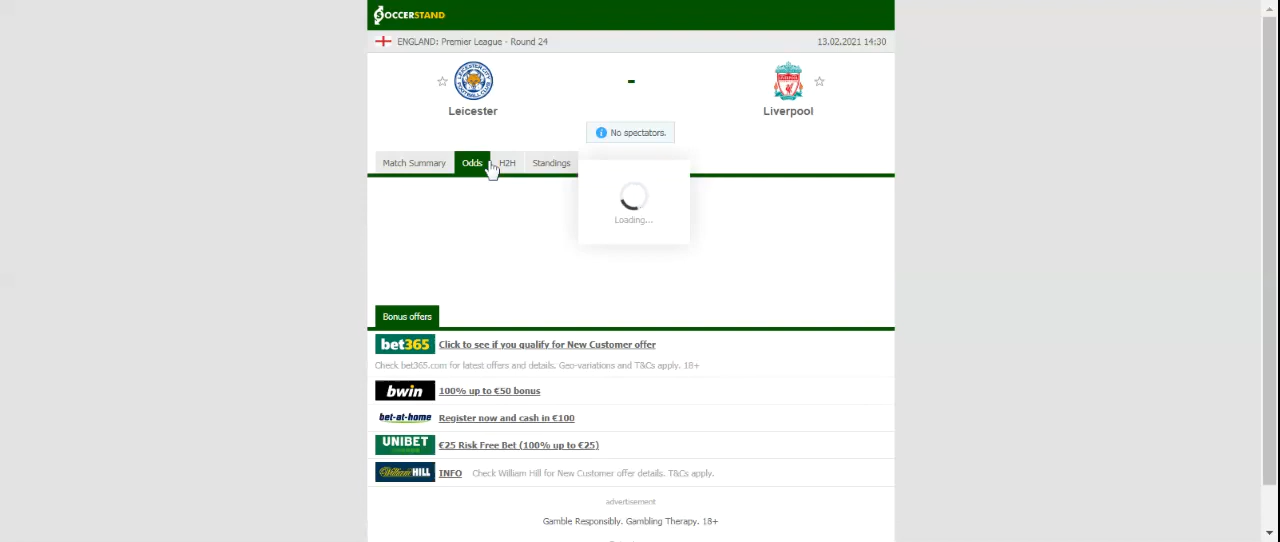 SOCCERSTAND
ENGLAND: Premier League - Round 24 13.02.2021 14:30
Leicester - Liverpool
No spectators.
Match Summary Odds H2H Standings
Loading...
Bonus offers
bet365 Click to see if you qualify for New Customer offer
Check bet365.com for latest offers and details. Geo-variations and T&Cs apply. 18+
bwin 100% up to €50 bonus
bet-at-home Register now and cash in €100
UNIBET €25 Risk Free Bet (100% up to €25)
William HILL INFO Check William Hill for New Customer offer details. T&Cs apply.
advertisement
Gamble Responsibly. Gambling Therapy. 18+